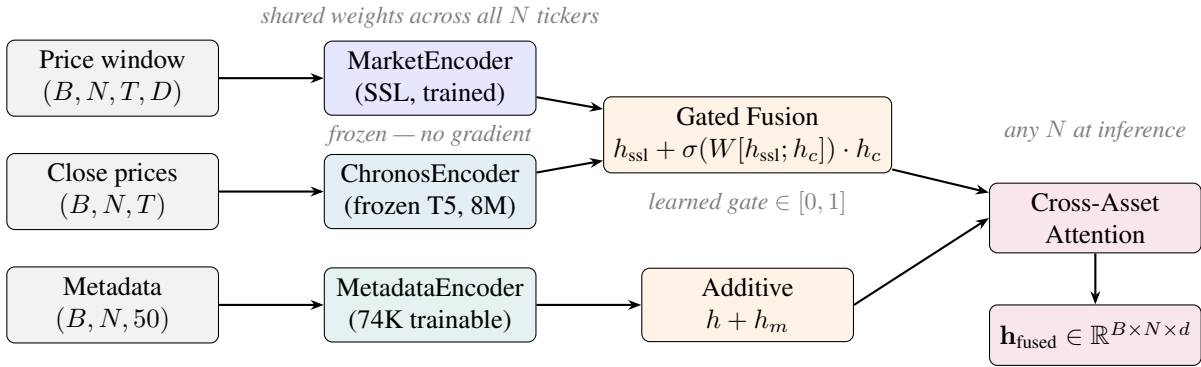 shared weights across all N tickers
Price window
(B, N, T, D)
MarketEncoder
(SSL, trained)
frozen — no gradient
Close prices
(B, N, T)
ChronosEncoder
(frozen T5, 8M)
Metadata
(B, N, 50)
MetadataEncoder
(74K trainable)
Gated Fusion
h_ssl + σ(W[h_ssl; h_c]) · h_c
learned gate ∈ [0, 1]
Additive
h + h_m
any N at inference
Cross-Asset
Attention
h_fused ∈ ℝ^{B×N×d}